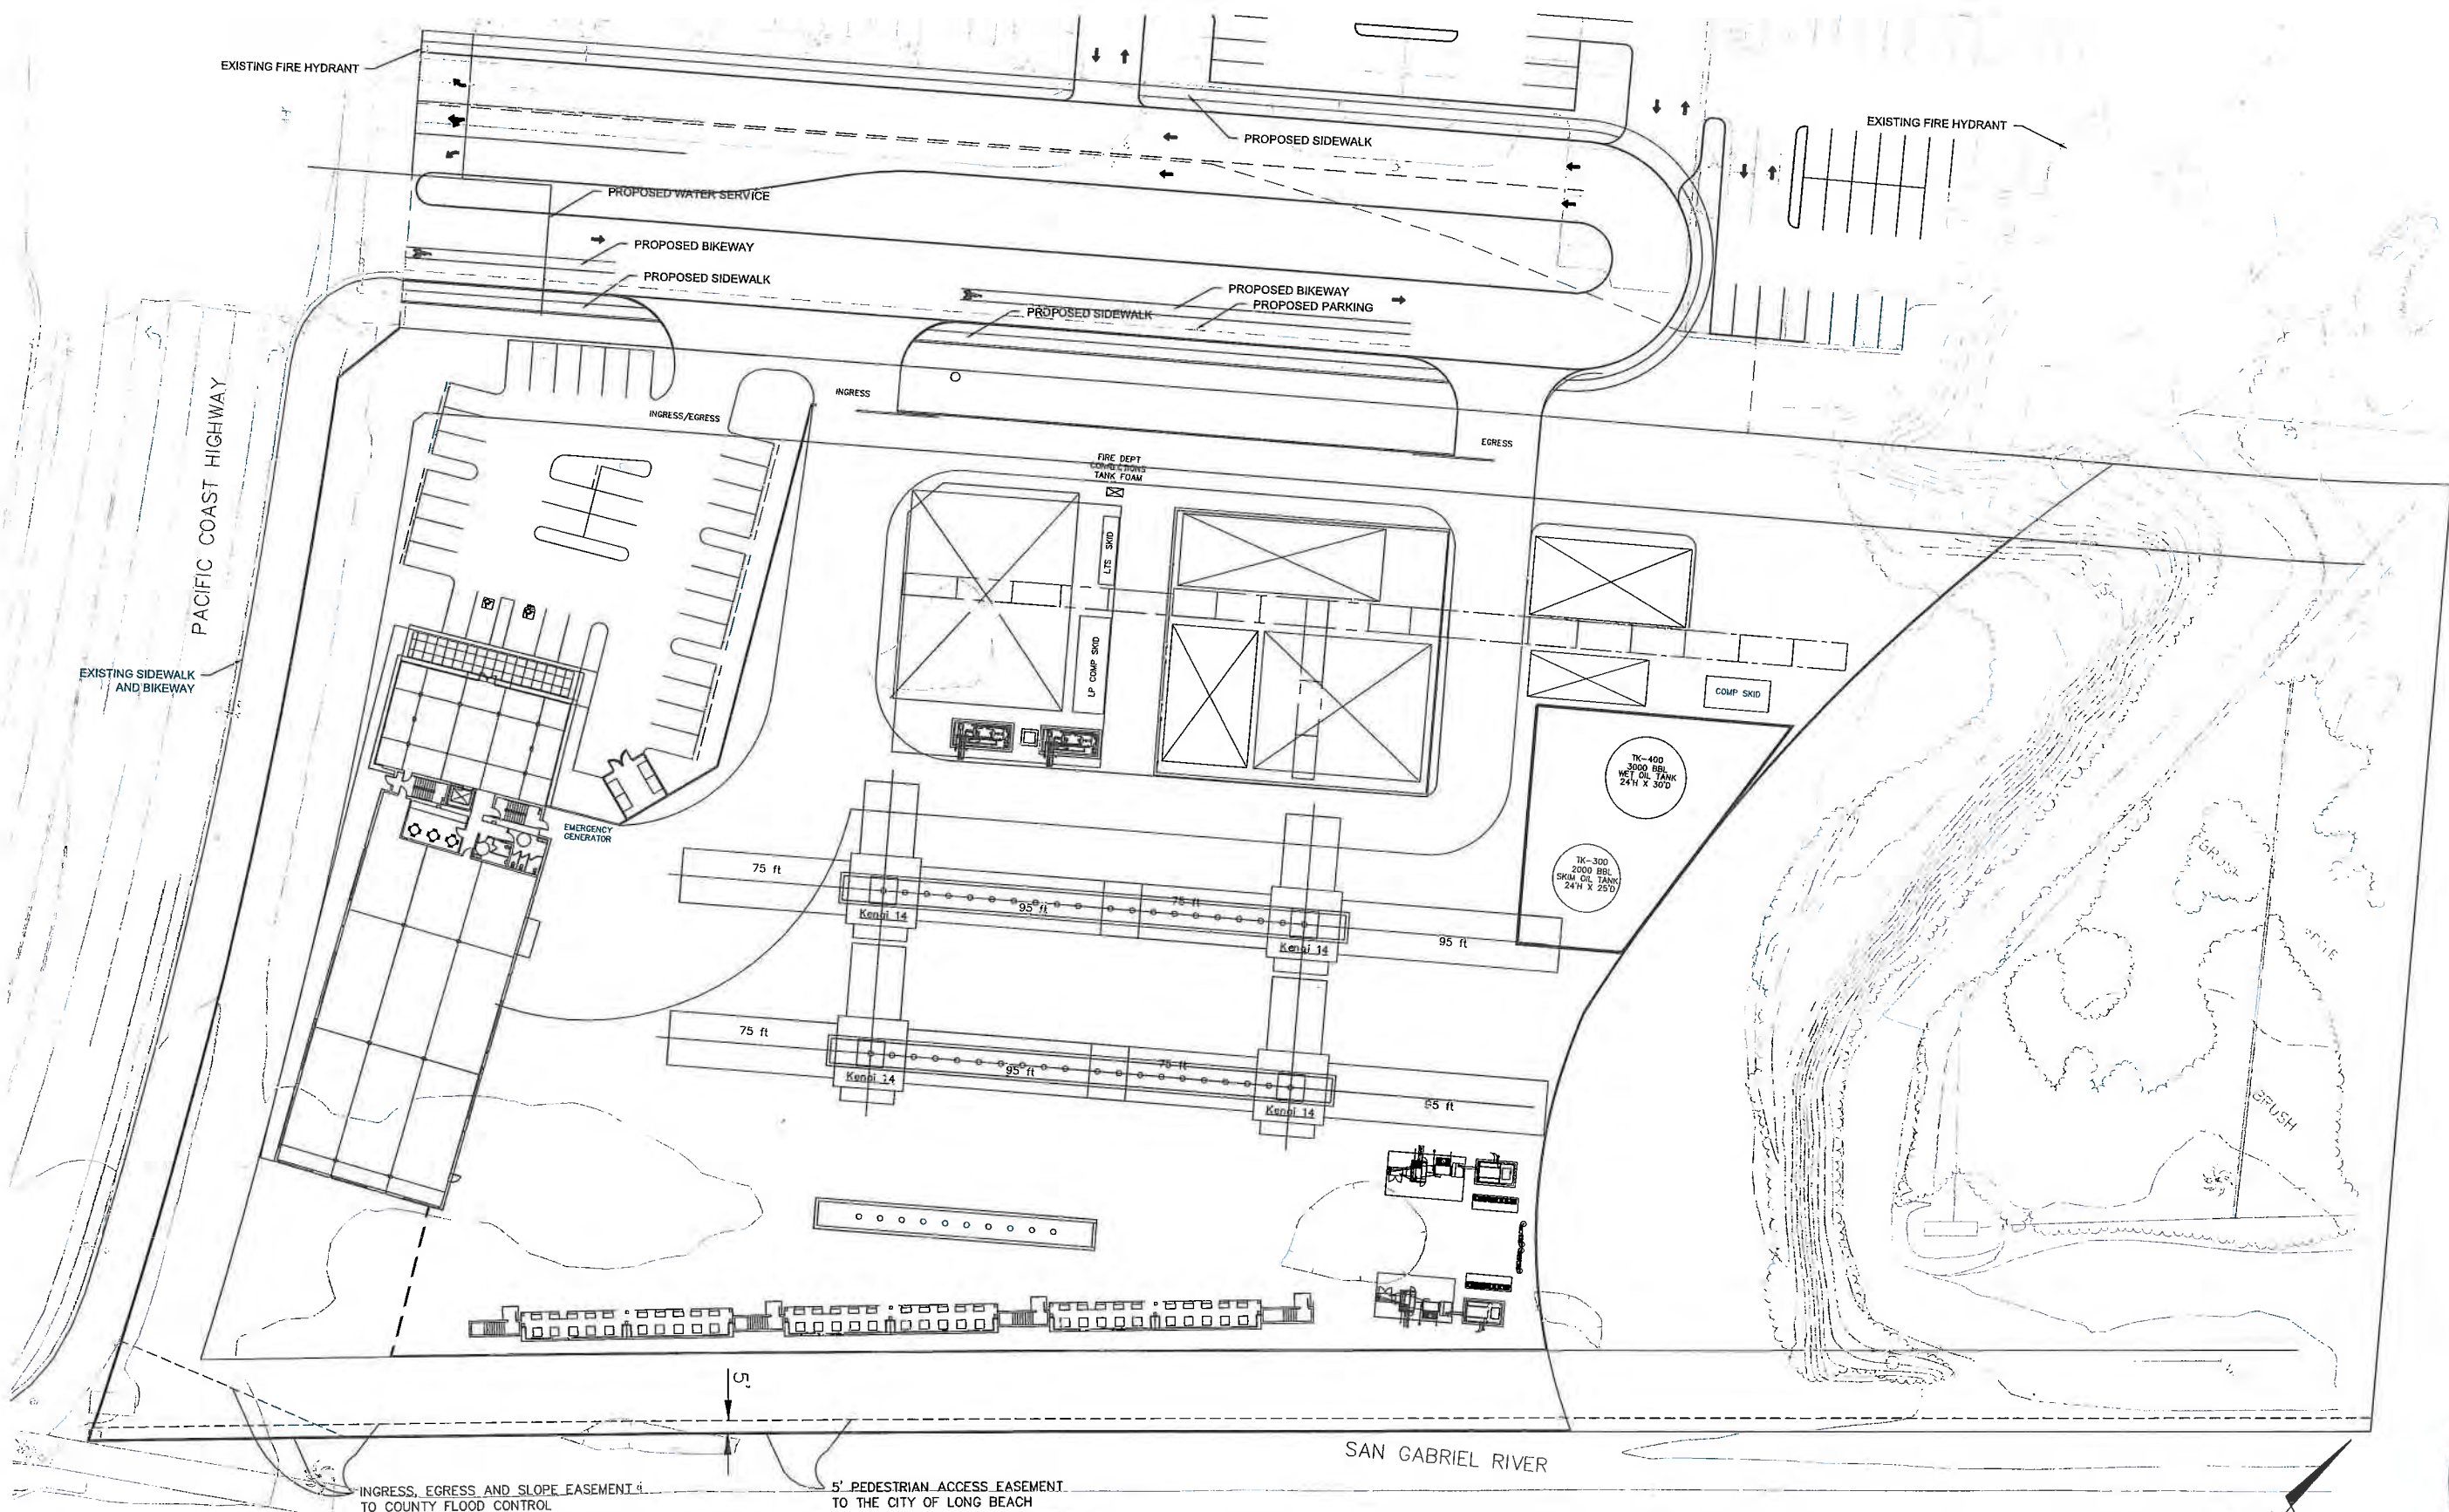 EXISTING FIRE HYDRANT
PROPOSED SIDEWALK
EXISTING FIRE HYDRANT
PROPOSED WATER SERVICE
PROPOSED BIKEWAY
PROPOSED SIDEWALK
PROPOSED BIKEWAY
PROPOSED PARKING
PROPOSED SIDEWALK
INGRESS
INGRESS/EGRESS
EGRESS
PACIFIC COAST HIGHWAY
FIRE DEPT
CONNECTIONS
TANK FOAM
LTS SKID
LP COMP SKID
EXISTING SIDEWALK
AND BIKEWAY
COMP SKID
TK-400
3000 BBL
WET OIL TANK
24'H X 30'D
EMERGENCY
GENERATOR
TK-300
2000 BBL
SKIM OIL TANK
24'H X 25'D
75 ft
75 ft
95 ft
Kenai 14
Kenai 14
95 ft
75 ft
75 ft
95 ft
Kenai 14
Kenai 14
95 ft
BRUSH
BRUSH
5'
SAN GABRIEL RIVER
INGRESS, EGRESS AND SLOPE EASEMENT
TO COUNTY FLOOD CONTROL
5' PEDESTRIAN ACCESS EASEMENT
TO THE CITY OF LONG BEACH